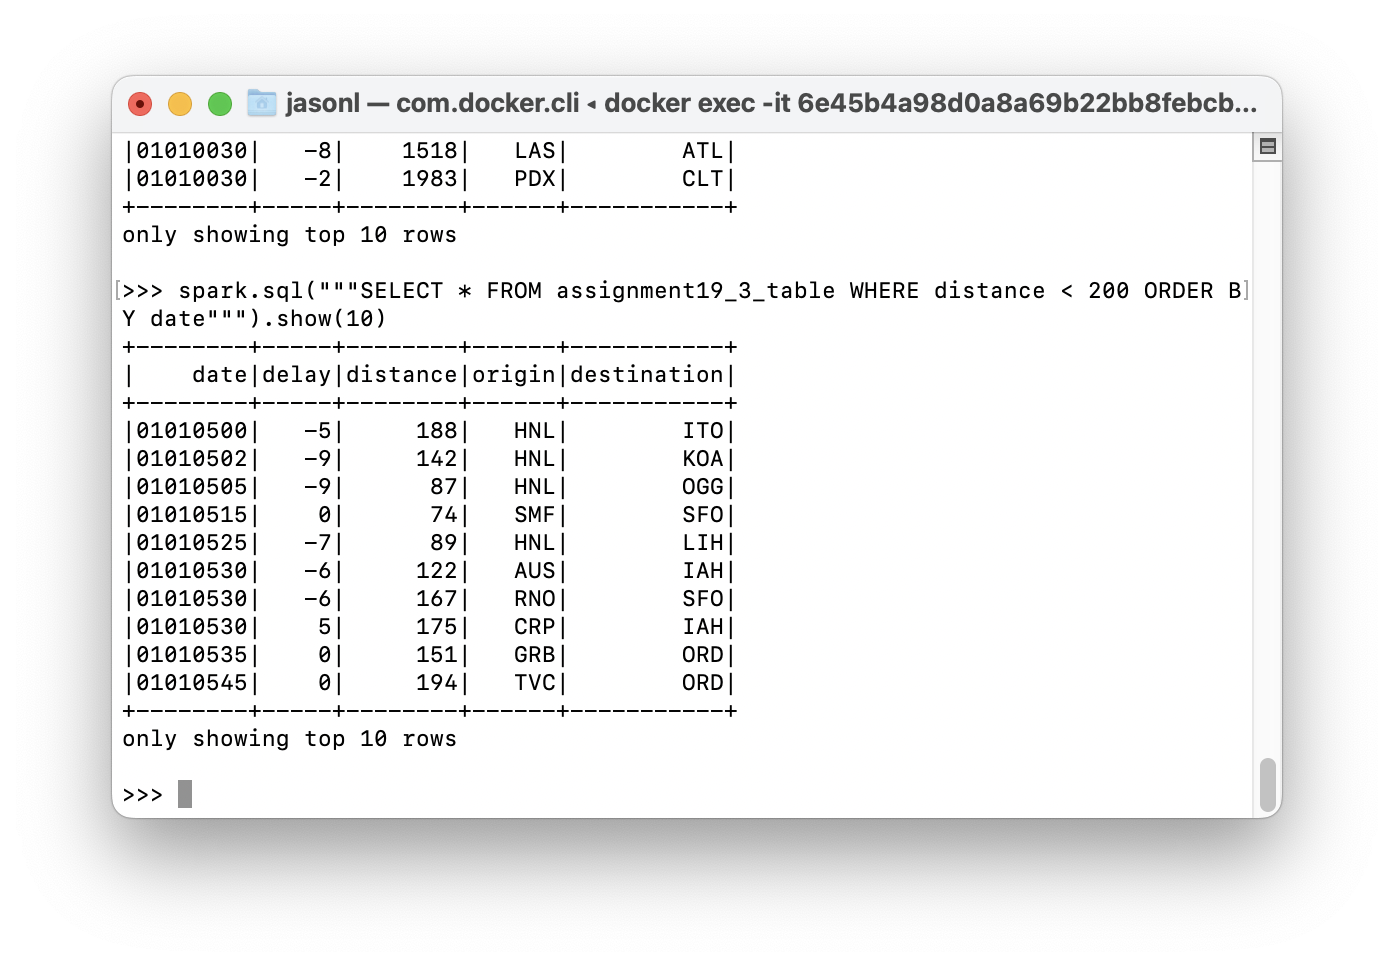 jasonl — com.docker.cli ◂ docker exec -it 6e45b4a98d0a8a69b22bb8febcb...
|01010030|   -8|    1518|   LAS|        ATL|
|01010030|   -2|    1983|   PDX|        CLT|
+--------+-----+--------+------+-----------+
only showing top 10 rows
[>>> spark.sql("""SELECT * FROM assignment19_3_table WHERE distance < 200 ORDER B]
Y date""").show(10)
+--------+-----+--------+------+-----------+
|    date|delay|distance|origin|destination|
+--------+-----+--------+------+-----------+
|01010500|   -5|     188|   HNL|        ITO|
|01010502|   -9|     142|   HNL|        KOA|
|01010505|   -9|      87|   HNL|        OGG|
|01010515|    0|      74|   SMF|        SFO|
|01010525|   -7|      89|   HNL|        LIH|
|01010530|   -6|     122|   AUS|        IAH|
|01010530|   -6|     167|   RNO|        SFO|
|01010530|    5|     175|   CRP|        IAH|
|01010535|    0|     151|   GRB|        ORD|
|01010545|    0|     194|   TVC|        ORD|
+--------+-----+--------+------+-----------+
only showing top 10 rows
>>>